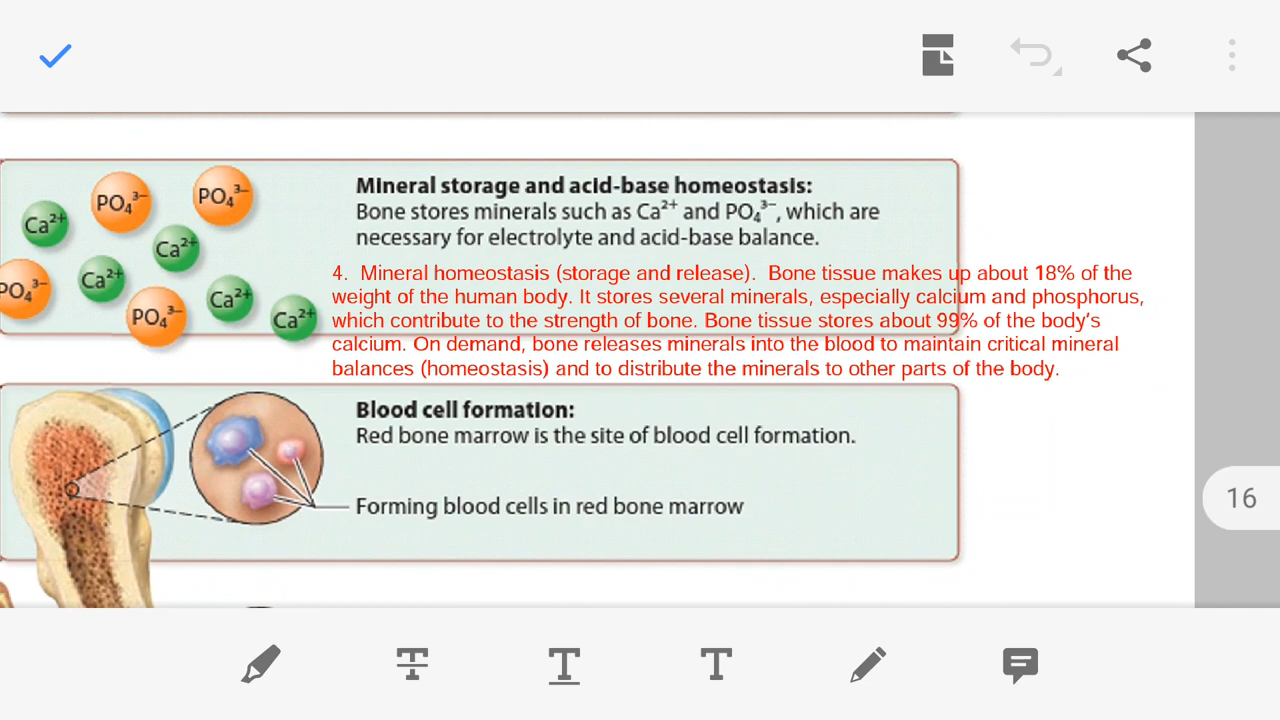 PO₄³⁻
PO₄³⁻
Ca²⁺
Ca²⁺
Ca²⁺
PO₄³⁻
Ca²⁺
PO₄³⁻
Ca²⁺
Mineral storage and acid-base homeostasis:
Bone stores minerals such as Ca²⁺ and PO₄³⁻, which are
necessary for electrolyte and acid-base balance.
4. Mineral homeostasis (storage and release). Bone tissue makes up about 18% of the
weight of the human body. It stores several minerals, especially calcium and phosphorus,
which contribute to the strength of bone. Bone tissue stores about 99% of the body's
calcium. On demand, bone releases minerals into the blood to maintain critical mineral
balances (homeostasis) and to distribute the minerals to other parts of the body.
Blood cell formation:
Red bone marrow is the site of blood cell formation.
Forming blood cells in red bone marrow
16
T
T
T